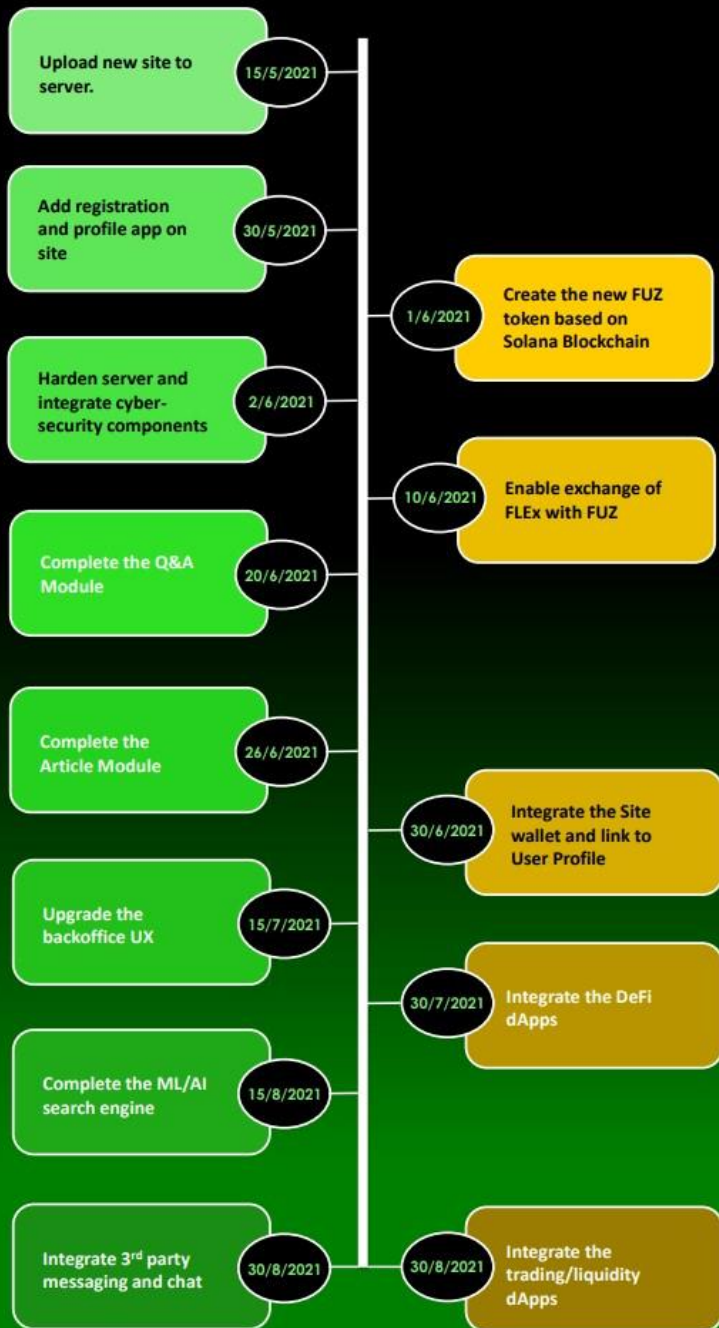 Upload new site to
server.
15/5/2021
Add registration
and profile app on
site
30/5/2021
1/6/2021
Create the new FUZ
token based on
Solana Blockchain
Harden server and
integrate cyber-
security components
2/6/2021
10/6/2021
Enable exchange of
FLEx with FUZ
Complete the Q&A
Module
20/6/2021
Complete the
Article Module
26/6/2021
30/6/2021
Integrate the Site
wallet and link to
User Profile
Upgrade the
backoffice UX
15/7/2021
30/7/2021
Integrate the DeFi
dApps
Complete the ML/AI
search engine
15/8/2021
Integrate 3rd party
messaging and chat
30/8/2021
30/8/2021
Integrate the
trading/liquidity
dApps